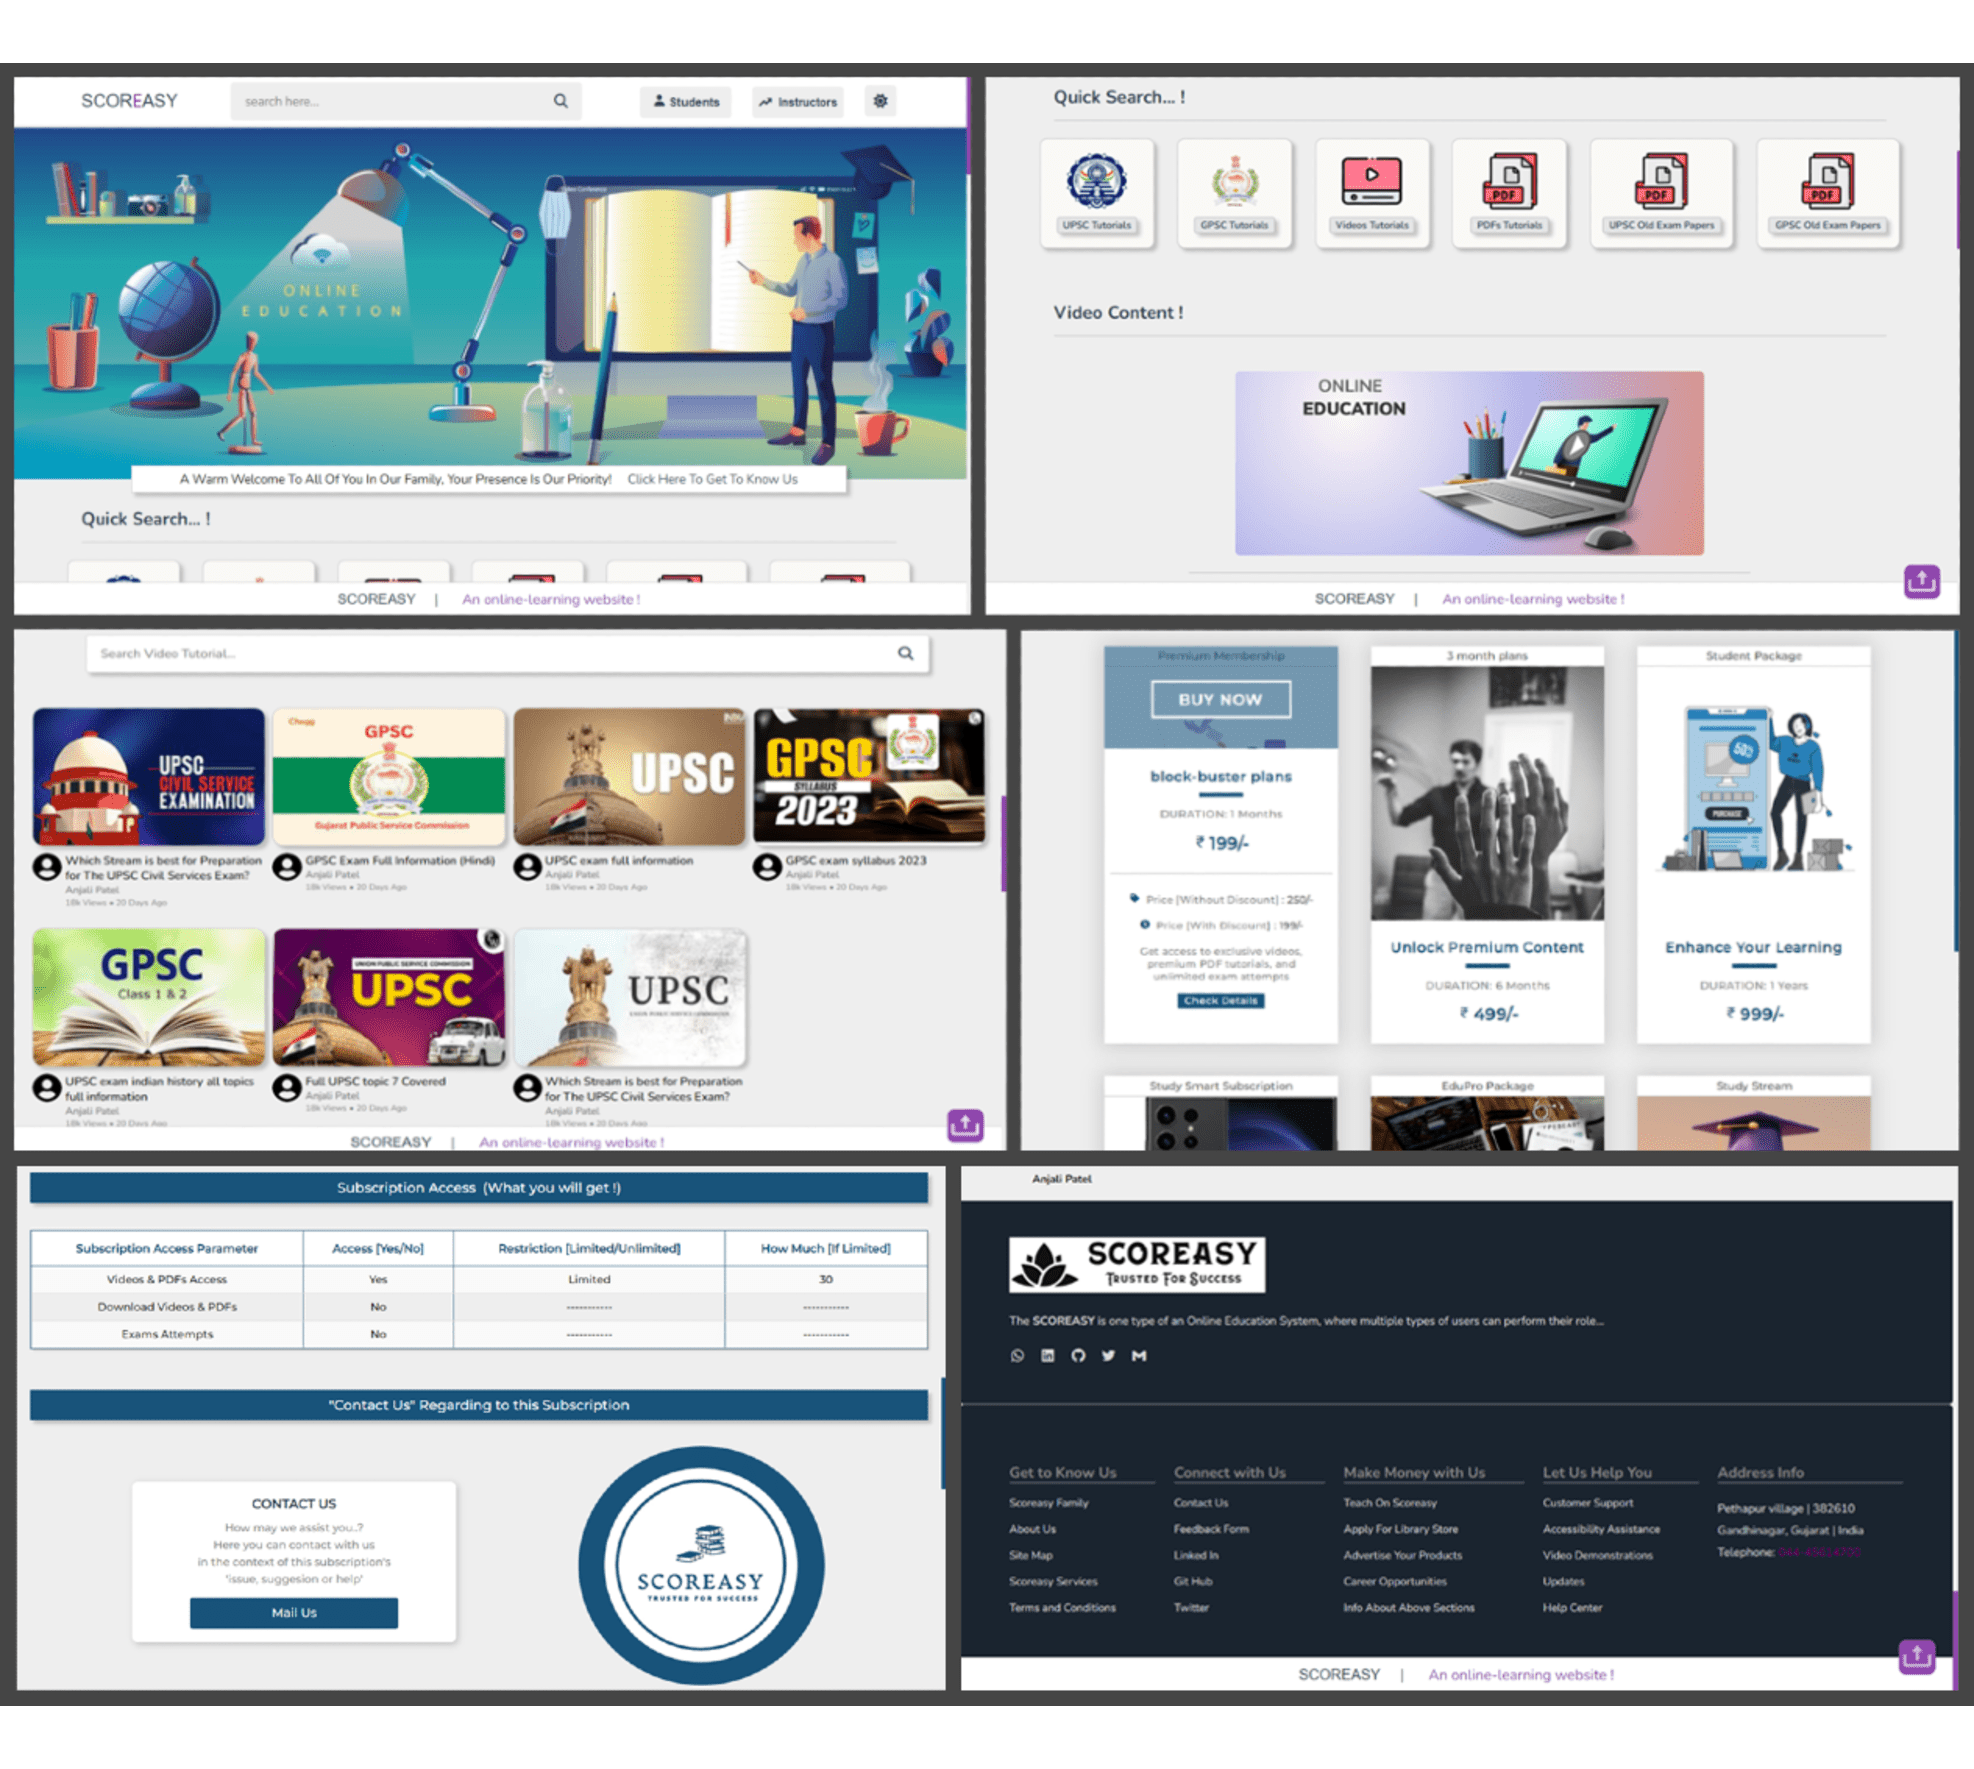 SCOREASY
search here...
Students
Instructors
Video Conference
ONLINE
EDUCATION
A Warm Welcome To All Of You In Our Family, Your Presence Is Our Priority! Click Here To Get To Know Us
Quick Search... !
SCOREASY | An online-learning website !
Quick Search... !
PDF
PDF
PDF
UPSC Tutorials
GPSC Tutorials
Videos Tutorials
PDFs Tutorials
UPSC Old Exam Papers
GPSC Old Exam Papers
Video Content !
ONLINE
EDUCATION
SCOREASY | An online-learning website !
Search Video Tutorial...
UPSC
CIVIL SERVICE
EXAMINATION
Chegg
GPSC
Gujarat Public Service Commission
UPSC
GPSC
SYLLABUS
2023
Which Stream is best for Preparation
for The UPSC Civil Services Exam?
Anjali Patel
18k Views • 20 Days Ago
GPSC Exam Full Information (Hindi)
Anjali Patel
18k Views • 20 Days Ago
UPSC exam full information
Anjali Patel
18k Views • 20 Days Ago
GPSC exam syllabus 2023
Anjali Patel
18k Views • 20 Days Ago
GPSC
Class 1 & 2
UNION PUBLIC SERVICE COMMISSION
UPSC
UPSC
UNION PUBLIC SERVICE COMMISSION
UPSC exam indian history all topics
full information
Anjali Patel
18k Views • 20 Days Ago
Full UPSC topic 7 Covered
Anjali Patel
18k Views • 20 Days Ago
Which Stream is best for Preparation
for The UPSC Civil Services Exam?
Anjali Patel
18k Views • 20 Days Ago
SCOREASY | An online-learning website !
Premium Membership
BUY NOW
block-buster plans
DURATION: 1 Months
₹ 199/-
Price [Without Discount] : 250/-
Price [With Discount] : 199/-
Get access to exclusive videos,
premium PDF tutorials, and
unlimited exam attempts
Check Details
3 month plans
Unlock Premium Content
DURATION: 6 Months
₹ 499/-
Student Package
50%
PURCHASE
Enhance Your Learning
DURATION: 1 Years
₹ 999/-
Study Smart Subscription
EduPro Package
Study Stream
Subscription Access (What you will get !)
Subscription Access Parameter Access [Yes/No] Restriction [Limited/Unlimited] How Much [If Limited]
Videos & PDFs Access Yes Limited 30
Download Videos & PDFs No ----------- -----------
Exams Attempts No ----------- -----------
"Contact Us" Regarding to this Subscription
CONTACT US
How may we assist you..?
Here you can contact with us
in the context of this subscription's
'issue, suggesion or help'
Mail Us
SCOREASY
TRUSTED FOR SUCCESS
Anjali Patel
SCOREASY
TRUSTED FOR SUCCESS
The SCOREASY is one type of an Online Education System, where multiple types of users can perform their role...
Get to Know Us
Scoreasy Family
About Us
Site Map
Scoreasy Services
Terms and Conditions
Connect with Us
Contact Us
Feedback Form
Linked In
Git Hub
Twitter
Make Money with Us
Teach On Scoreasy
Apply For Library Store
Advertise Your Products
Career Opportunities
Info About Above Sections
Let Us Help You
Customer Support
Accessibility Assistance
Video Demonstrations
Updates
Help Center
Address Info
Pethapur village | 382610
Gandhinagar, Gujarat | India
Telephone:
SCOREASY | An online-learning website !